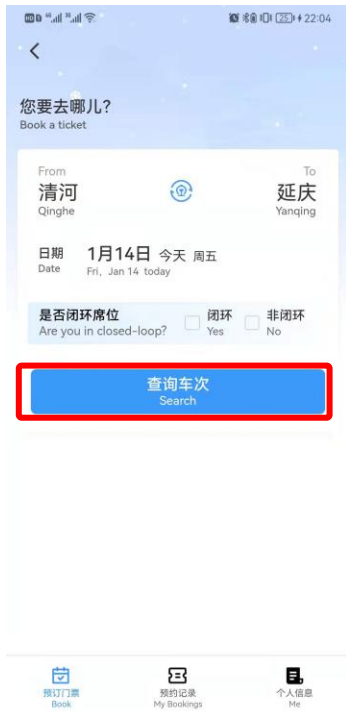 25 22:04
您要去哪儿?
Book a ticket
From To
清河 延庆
Qinghe Yanqing
日期 1月14日 今天 周五
Date Fri, Jan 14 today
是否闭环席位 闭环 非闭环
Are you in closed-loop? Yes No
查询车次
Search
预订门票 预约记录 个人信息
Book My Bookings Me